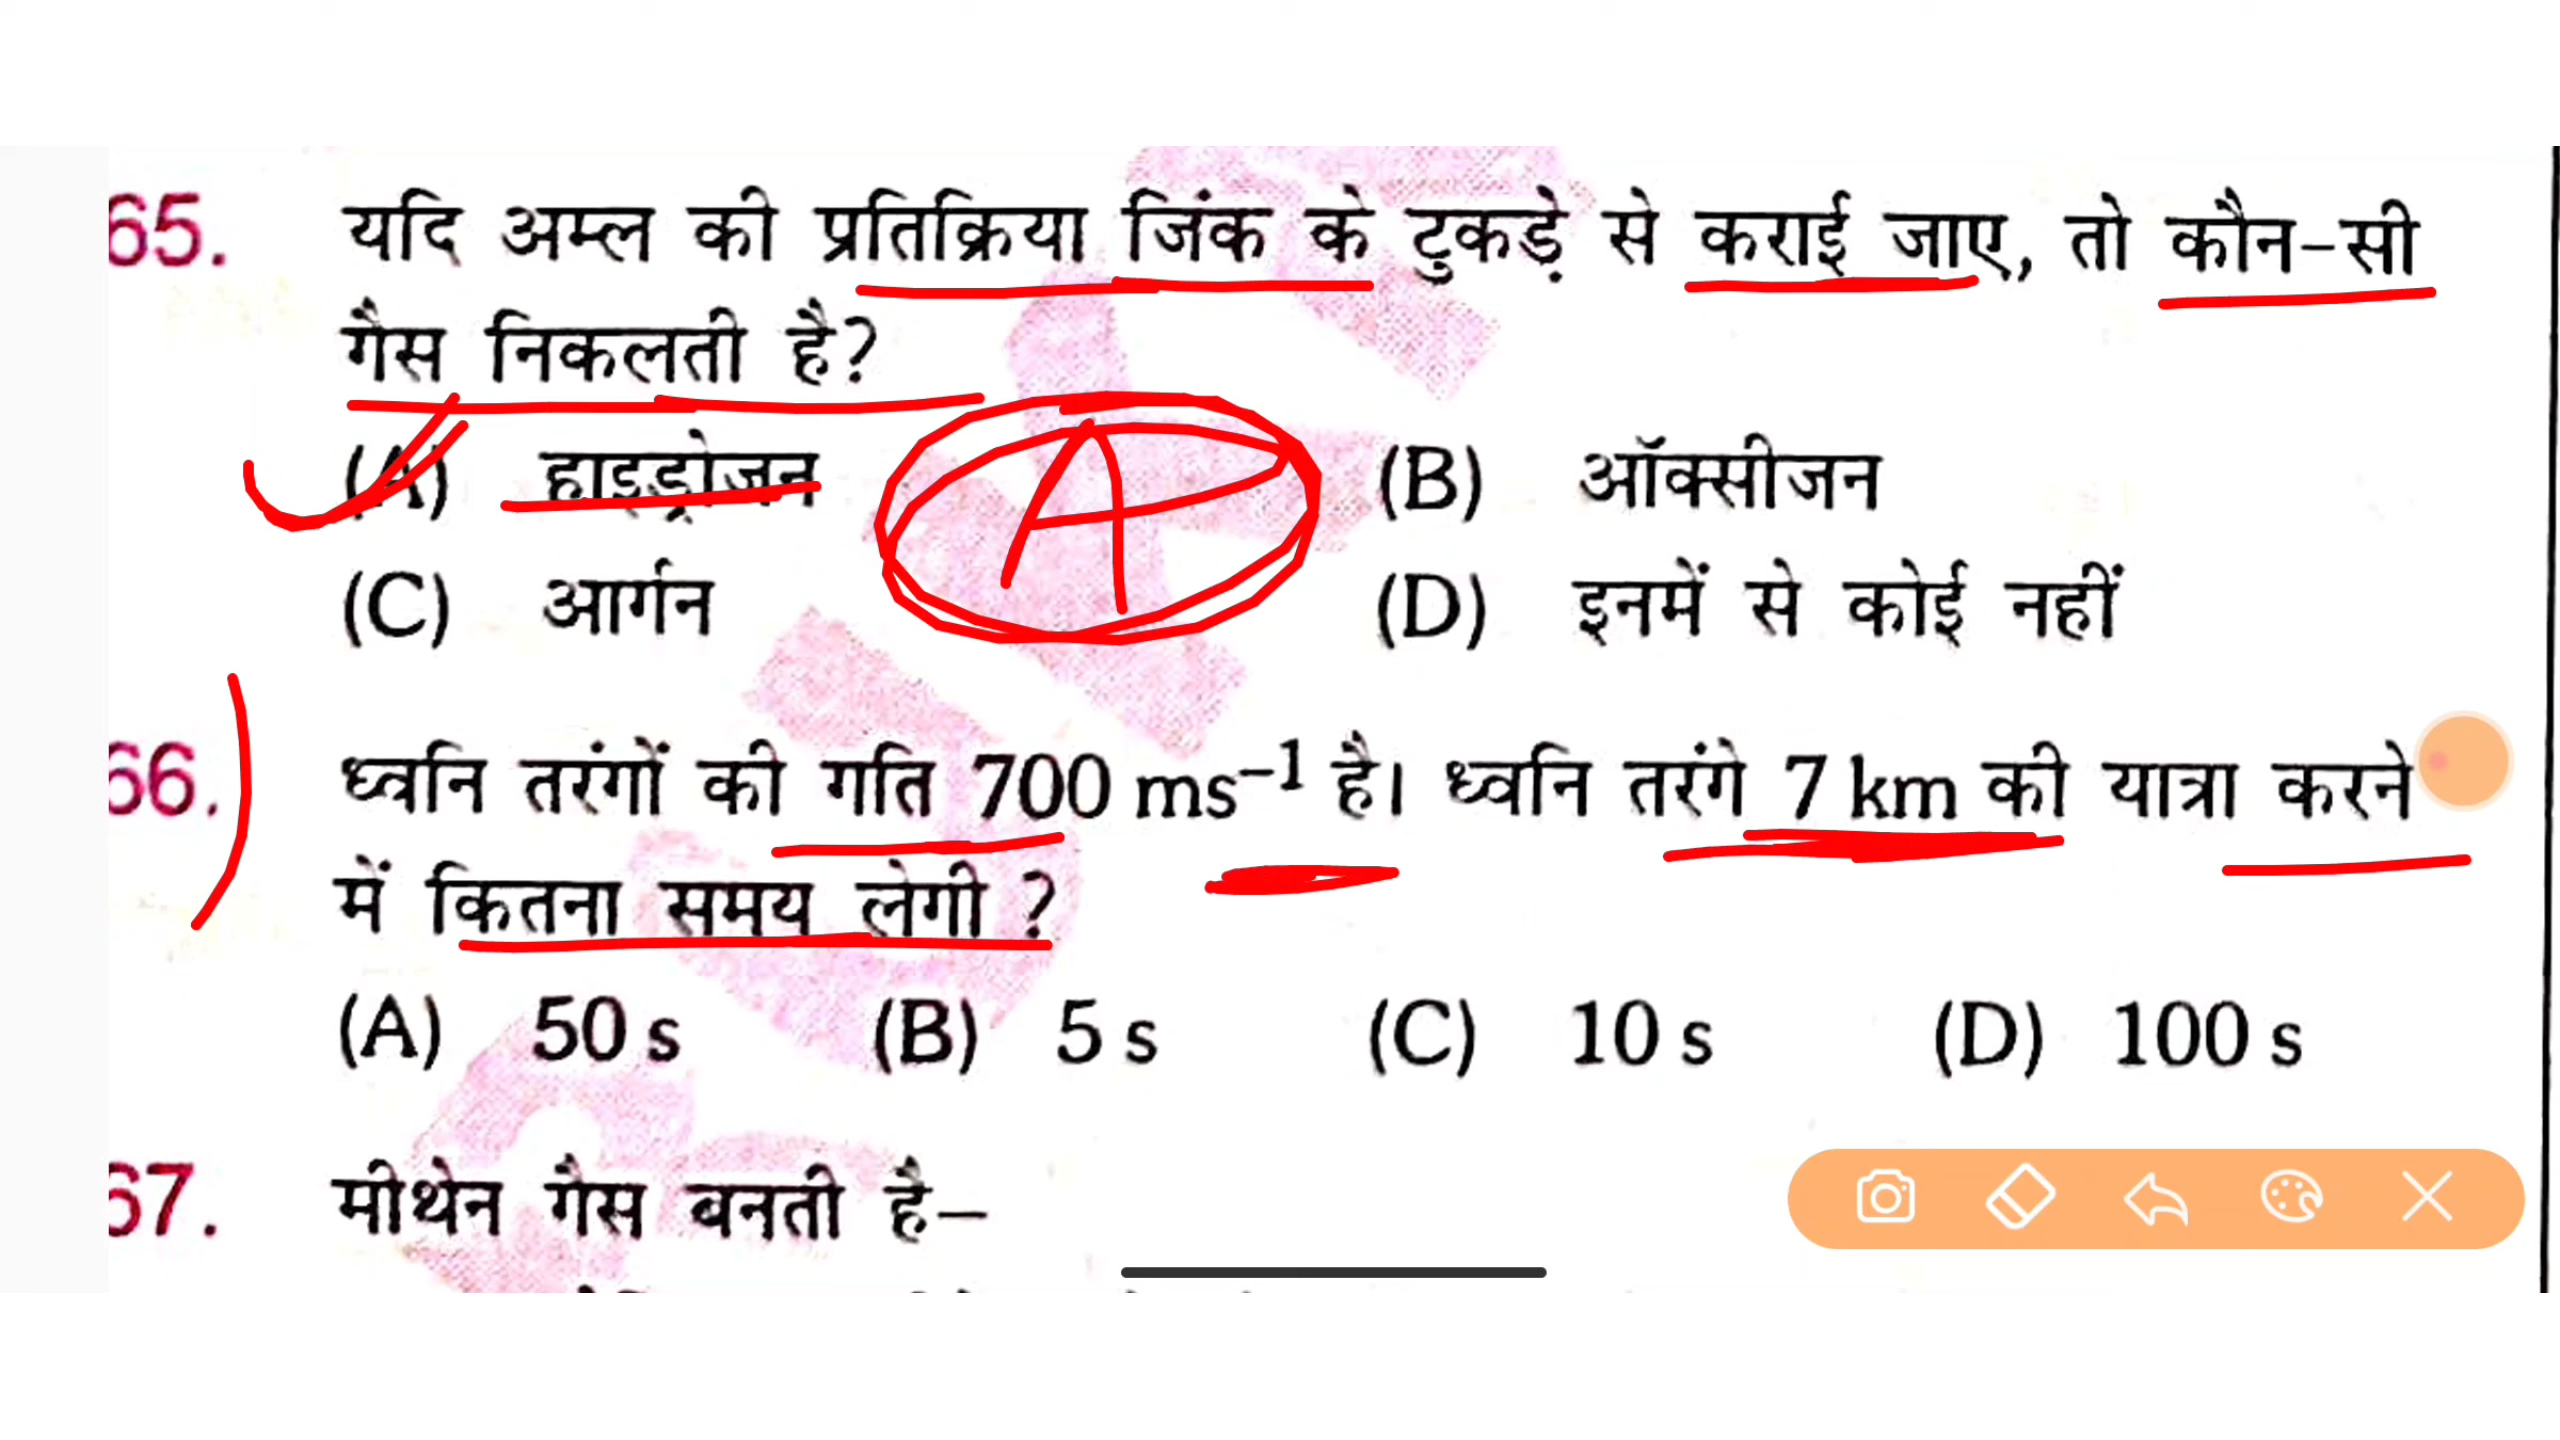 65. यदि अम्ल की प्रतिक्रिया जिंक के टुकड़े से कराई जाए, तो कौन-सी
गैस निकलती है?
(A) हाइड्रोजन A (B) ऑक्सीजन
(C) आर्गन (D) इनमें से कोई नहीं
66. ध्वनि तरंगों की गति 700 ms⁻¹ है। ध्वनि तरंगे 7 km की यात्रा करने
में कितना समय लेगी ?
(A) 50 s (B) 5 s (C) 10 s (D) 100 s
67. मीथेन गैस बनती है–